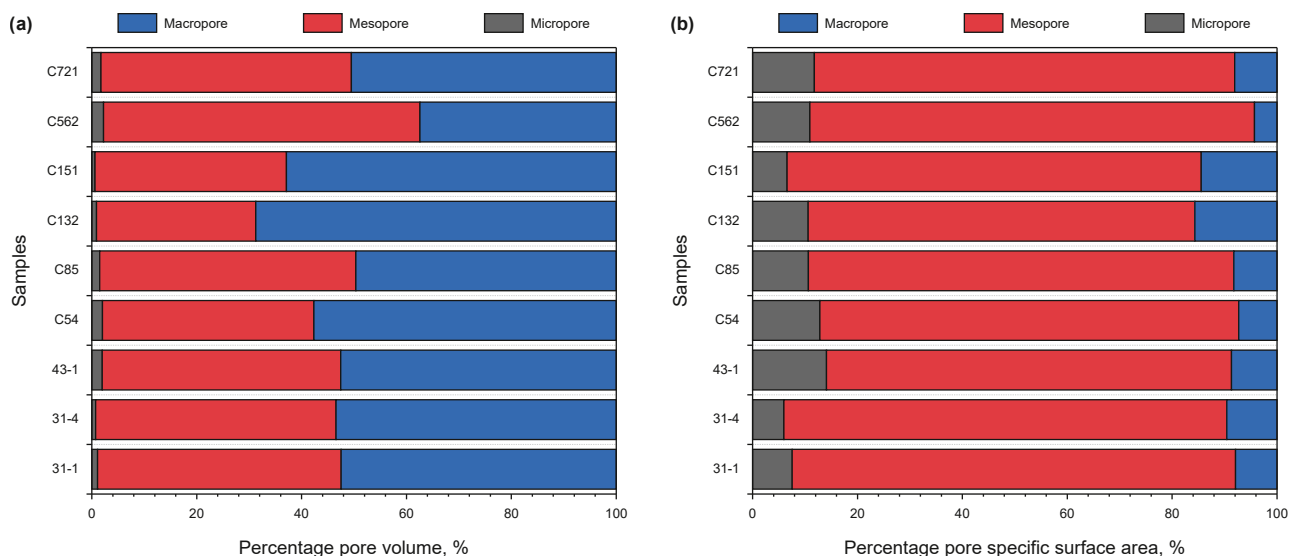 (a)
Macropore Mesopore Micropore
Samples
C721
C562
C151
C132
C85
C54
43-1
31-4
31-1
0 20 40 60 80 100
Percentage pore volume, %
(b)
Macropore Mesopore Micropore
Samples
C721
C562
C151
C132
C85
C54
43-1
31-4
31-1
0 20 40 60 80 100
Percentage pore specific surface area, %